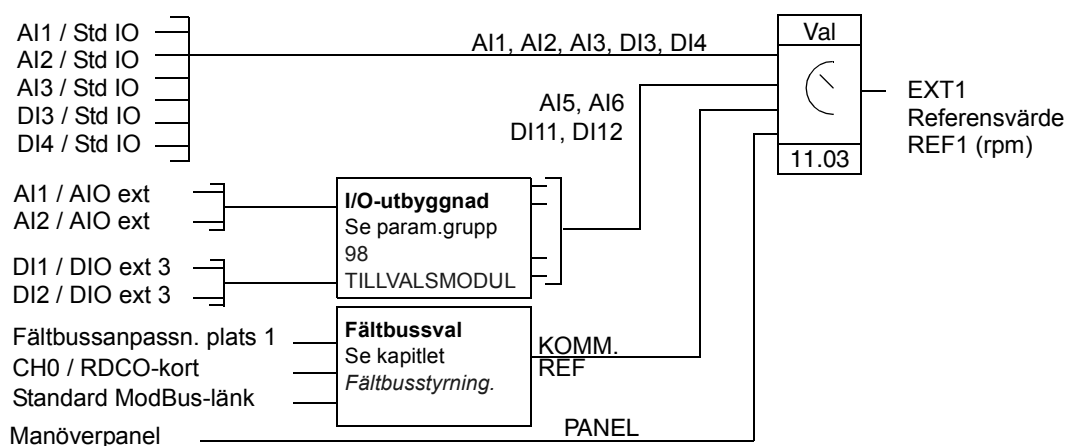 AI1 / Std IO
AI2 / Std IO
AI3 / Std IO
DI3 / Std IO
DI4 / Std IO
AI1, AI2, AI3, DI3, DI4
Val
11.03
EXT1
Referensvärde
REF1 (rpm)
AI5, AI6
DI11, DI12
AI1 / AIO ext
AI2 / AIO ext
DI1 / DIO ext 3
DI2 / DIO ext 3
I/O-utbyggnad
Se param.grupp
98
TILLVALSMODUL
Fältbussanpassn. plats 1
CH0 / RDCO-kort
Standard ModBus-länk
Fältbussval
Se kapitlet
Fältbusstyrning.
KOMM.
REF
Manöverpanel
PANEL